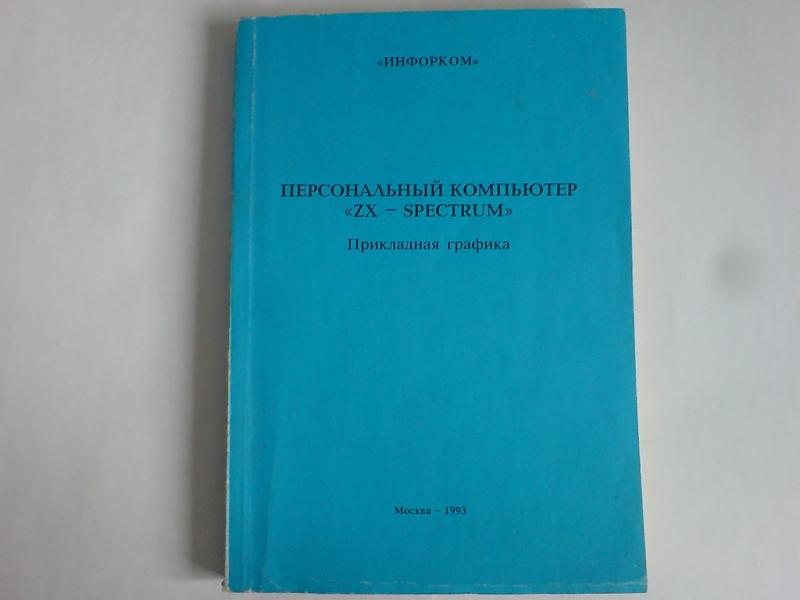 «ИНФОРКОМ»
ПЕРСОНАЛЬНЫЙ КОМПЬЮТЕР
«ZX – SPECTRUM»
Прикладная графика
Москва – 1993